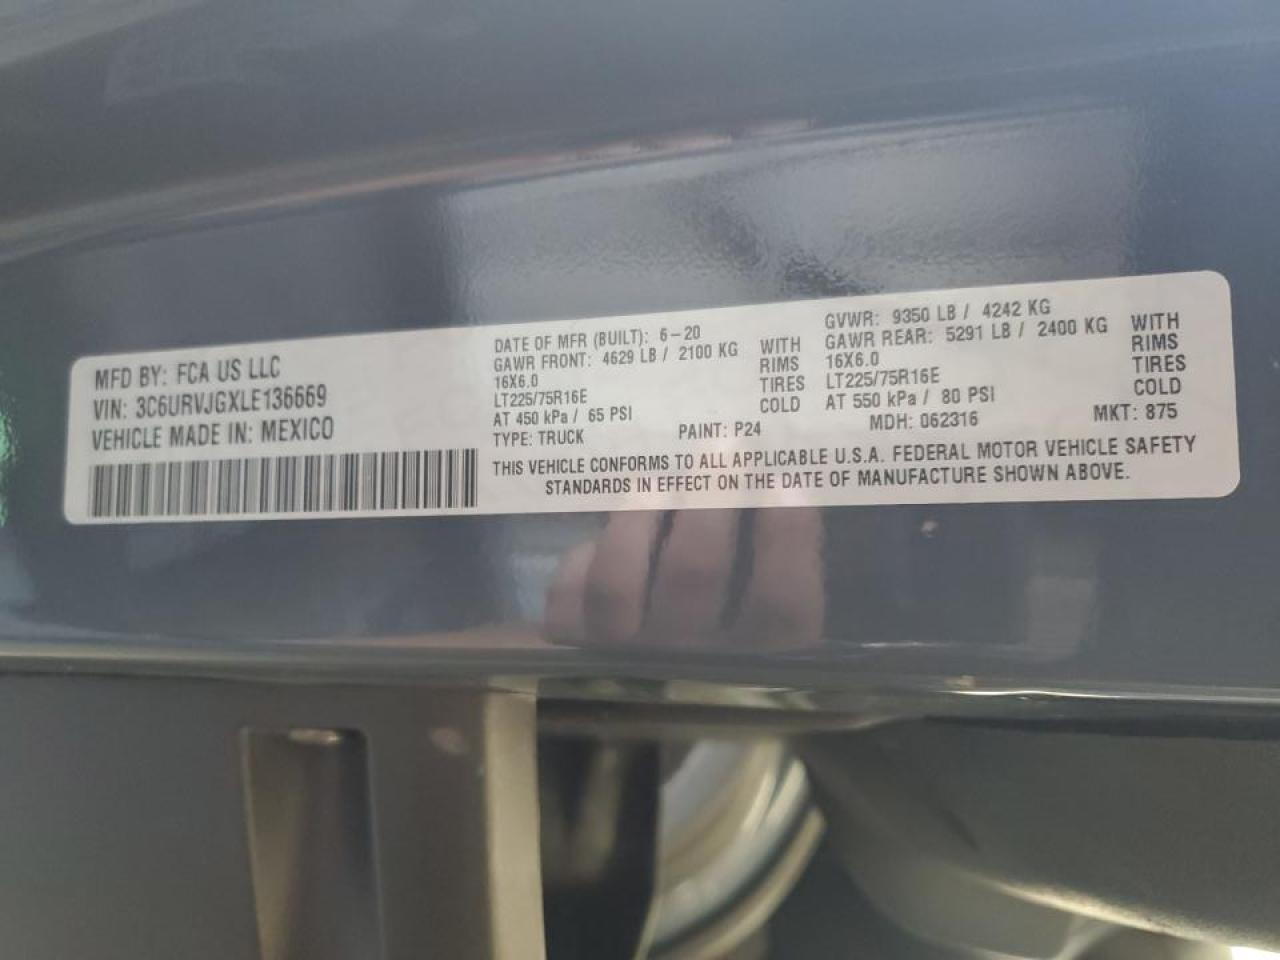 MFD BY: FCA US LLC
VIN: 3C6URVJGXLE136669
VEHICLE MADE IN: MEXICO
DATE OF MFR (BUILT): 6-20
GAWR FRONT: 4629 LB / 2100 KG WITH
16X6.0 RIMS
LT225/75R16E TIRES
AT 450 kPa / 65 PSI COLD
TYPE: TRUCK PAINT: P24
GVWR: 9350 LB / 4242 KG
GAWR REAR: 5291 LB / 2400 KG WITH
16X6.0 RIMS
LT225/75R16E TIRES
AT 550 kPa / 80 PSI COLD
MDH: 062316 MKT: 875
THIS VEHICLE CONFORMS TO ALL APPLICABLE U.S.A. FEDERAL MOTOR VEHICLE SAFETY
STANDARDS IN EFFECT ON THE DATE OF MANUFACTURE SHOWN ABOVE.